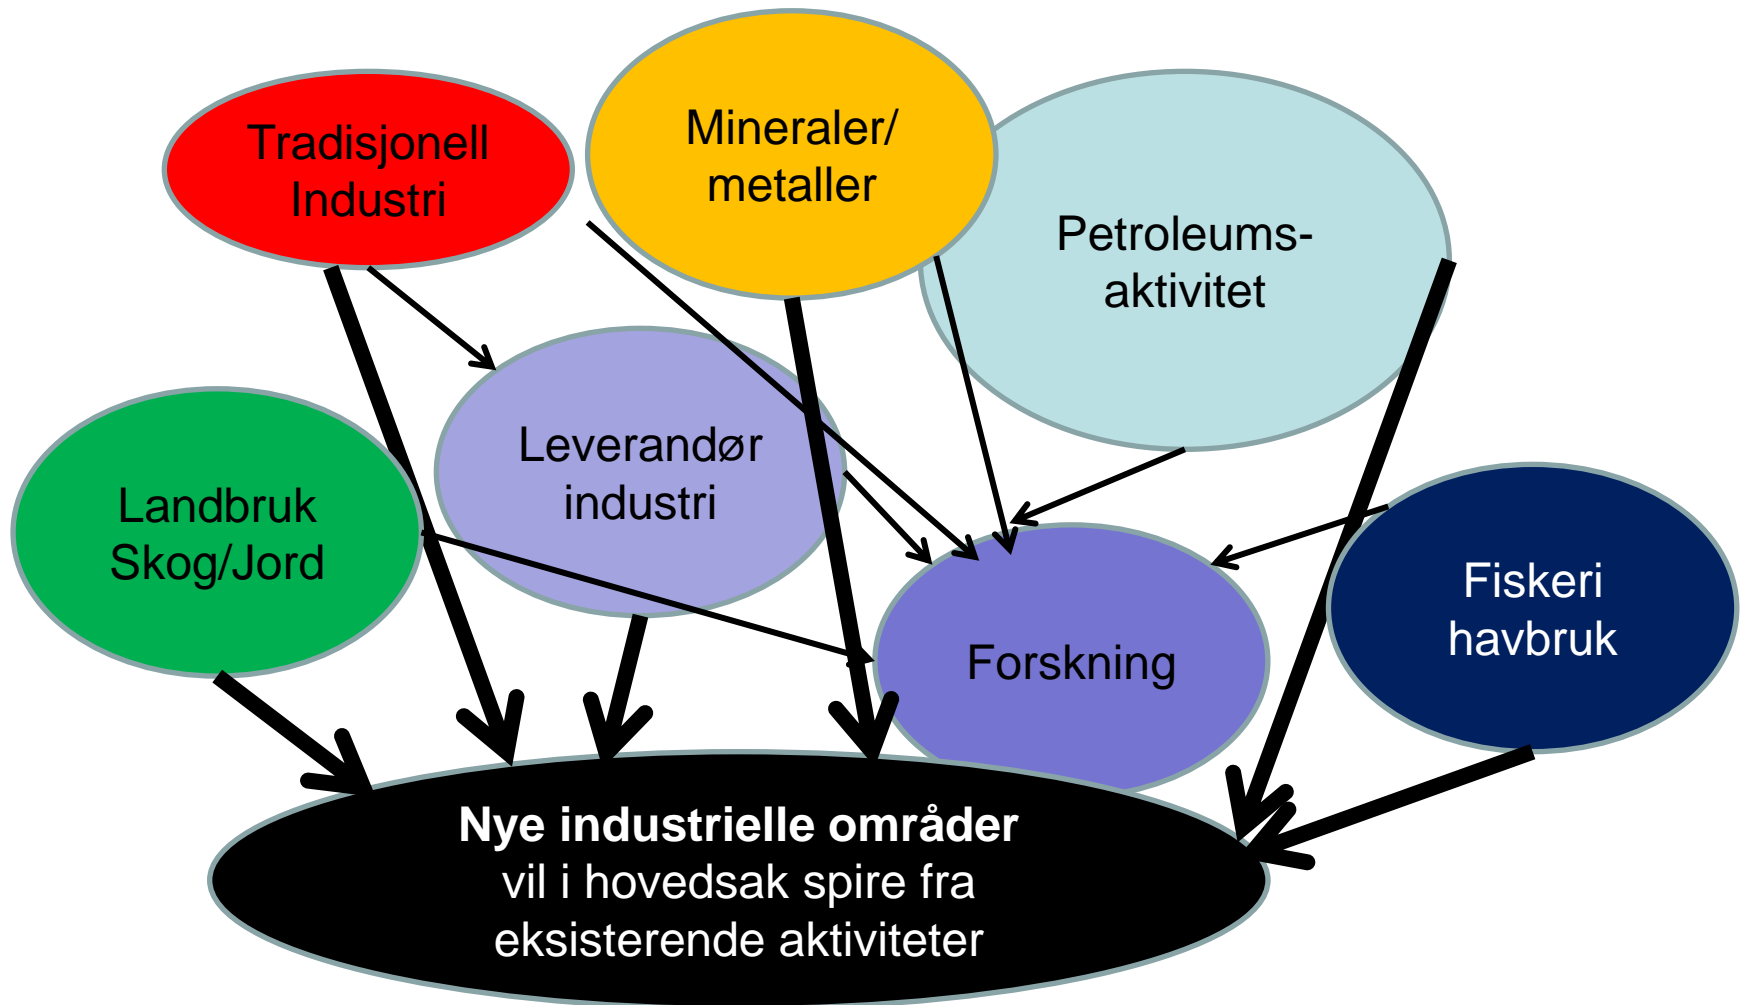 Tradisjonell
Industri
Mineraler/
metaller
Petroleums-
aktivitet
Leverandør
industri
Landbruk
Skog/Jord
Forskning
Fiskeri
havbruk
Nye industrielle områder
vil i hovedsak spire fra
eksisterende aktiviteter